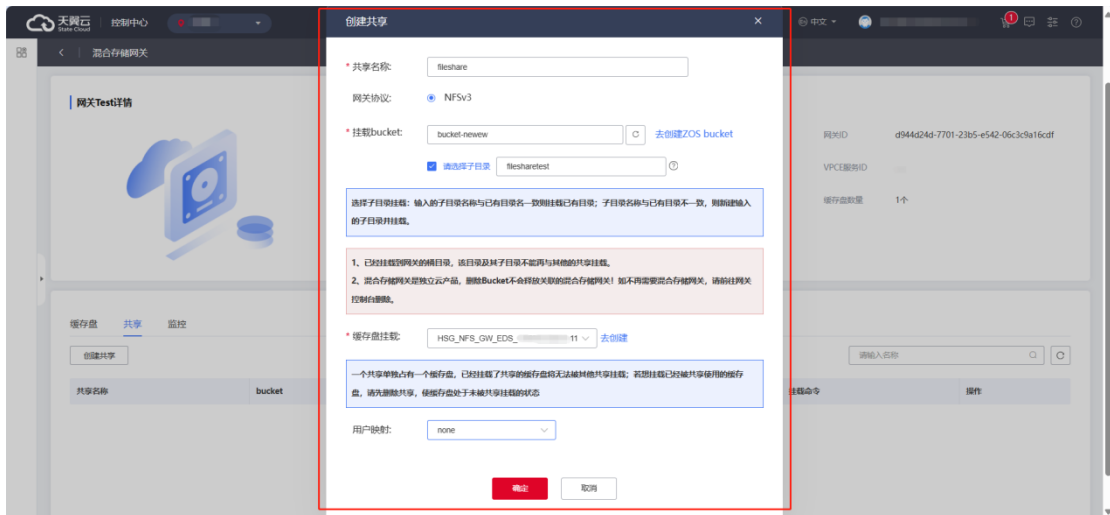 天翼云
State Cloud
控制中心
创建共享
×
中文
1
混合存储网关
网关Test详情
* 共享名称:
fileshare
网关协议:
NFSv3
* 挂载bucket:
bucket-newew
去创建ZOS bucket
请选择子目录
filesharetest
选择子目录挂载：输入的子目录名称与已有目录名一致则挂载已有目录；子目录名称与已有目录不一致，则新建输入
的子目录并挂载。
1、已经挂载到网关的桶目录，该目录及其子目录不能再与其他的共享挂载。
2、混合存储网关是独立云产品，删除Bucket不会释放关联的混合存储网关！如不再需要混合存储网关，请前往网关
控制台删除。
* 缓存盘挂载:
HSG_NFS_GW_EDS_
11
去创建
一个共享单独占有一个缓存盘，已经挂载了共享的缓存盘将无法被其他共享挂载；若想挂载已经被共享使用的缓存
盘，请先删除共享，使缓存盘处于未被共享挂载的状态
用户映射:
none
确定
取消
网关ID
d944d24d-7701-23b5-e542-06c3c9a16cdf
VPCE服务ID
缓存盘数量
1个
缓存盘
共享
监控
创建共享
请输入名称
共享名称
bucket
挂载命令
操作